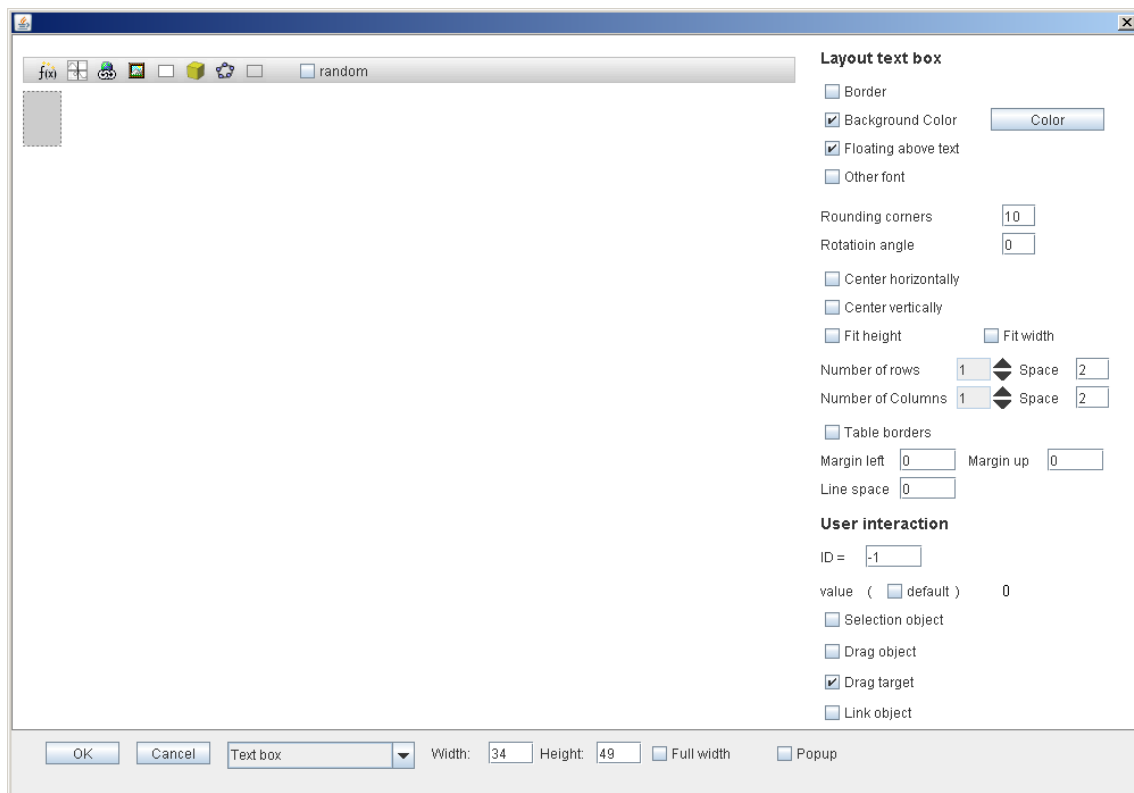 f(x) random
Layout text box
Border
Background Color Color
Floating above text
Other font
Rounding corners 10
Rotatioin angle 0
Center horizontally
Center vertically
Fit height Fit width
Number of rows 1 Space 2
Number of Columns 1 Space 2
Table borders
Margin left 0 Margin up 0
Line space 0
User interaction
ID = -1
value ( default ) 0
Selection object
Drag object
Drag target
Link object
OK Cancel Text box Width: 34 Height: 49 Full width Popup